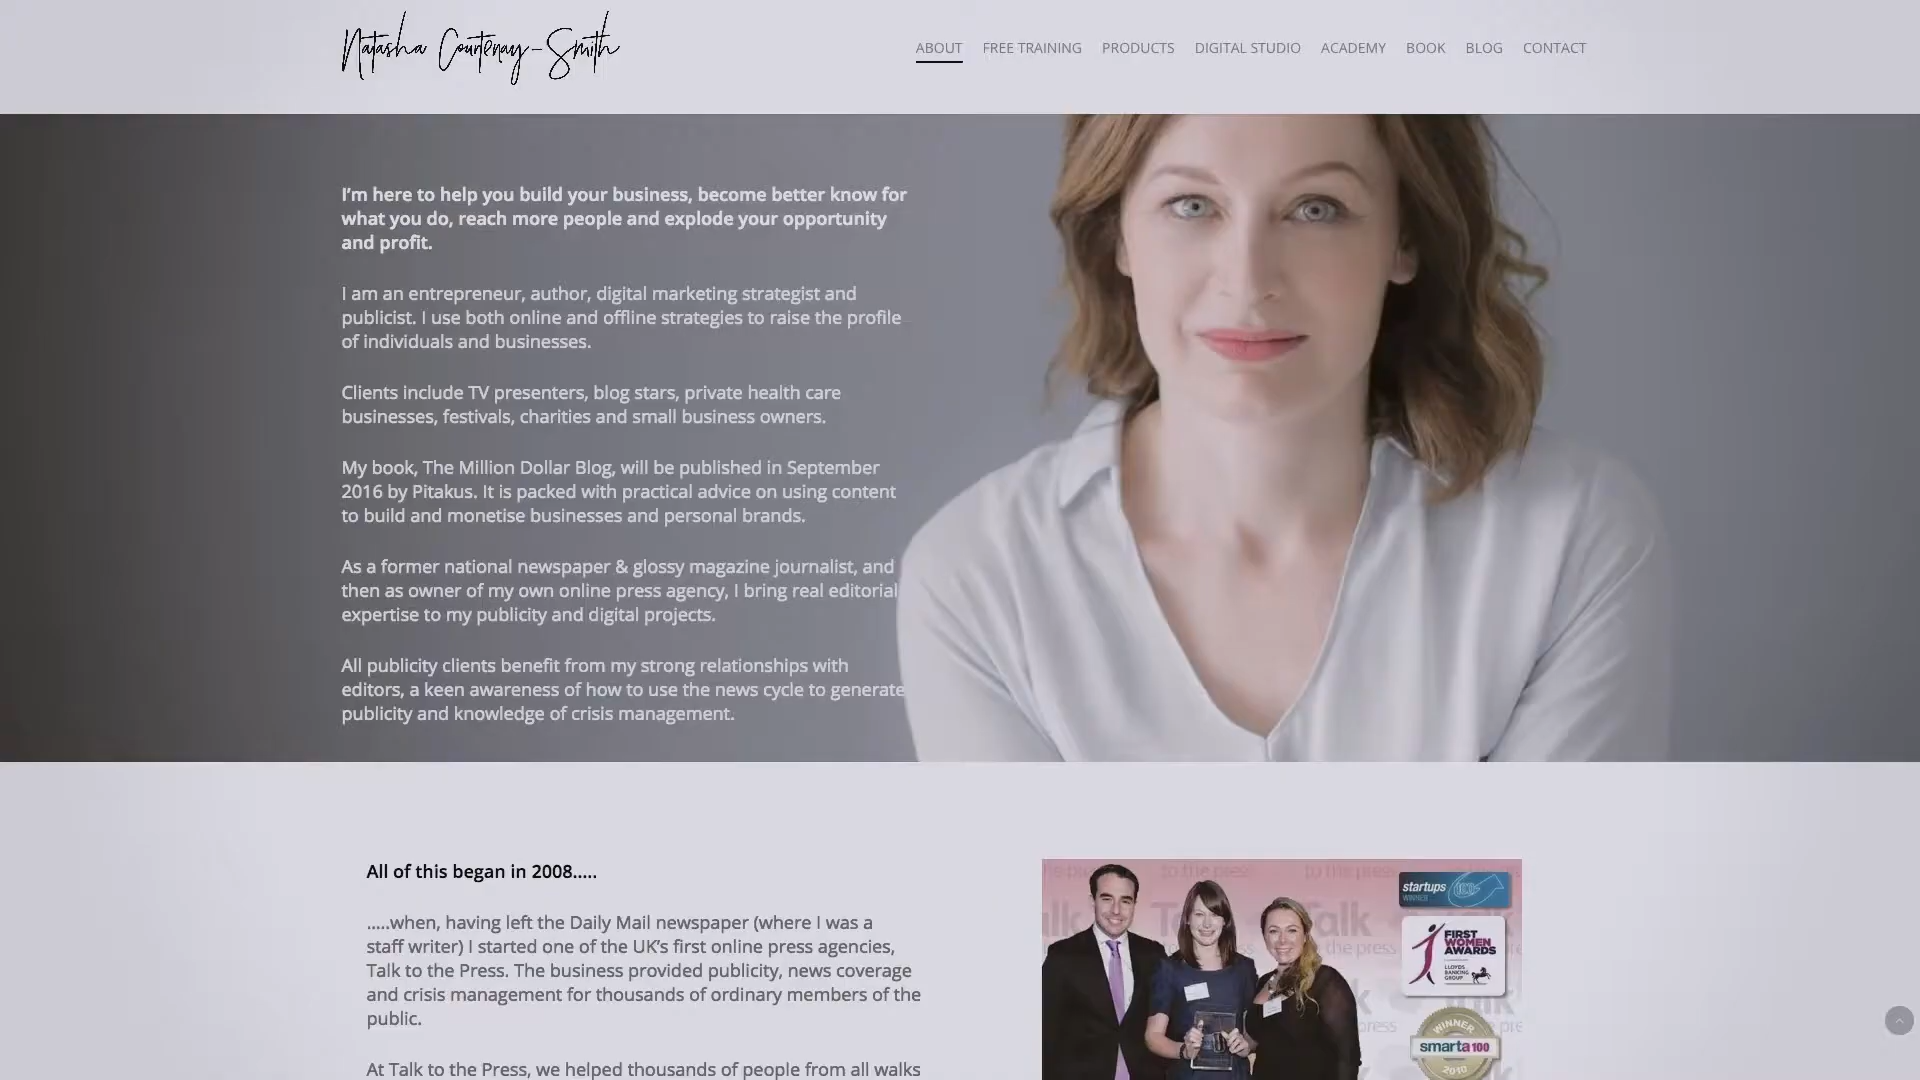 Natasha Courtenay-Smith
ABOUT FREE TRAINING PRODUCTS DIGITAL STUDIO ACADEMY BOOK BLOG CONTACT
I'm here to help you build your business, become better know for
what you do, reach more people and explode your opportunity
and profit.
I am an entrepreneur, author, digital marketing strategist and
publicist. I use both online and offline strategies to raise the profile
of individuals and businesses.
Clients include TV presenters, blog stars, private health care
businesses, festivals, charities and small business owners.
My book, The Million Dollar Blog, will be published in September
2016 by Pitakus. It is packed with practical advice on using content
to build and monetise businesses and personal brands.
As a former national newspaper & glossy magazine journalist, and
then as owner of my own online press agency, I bring real editorial
expertise to my publicity and digital projects.
All publicity clients benefit from my strong relationships with
editors, a keen awareness of how to use the news cycle to generate
publicity and knowledge of crisis management.
All of this began in 2008.....
.....when, having left the Daily Mail newspaper (where I was a
staff writer) I started one of the UK's first online press agencies,
Talk to the Press. The business provided publicity, news coverage
and crisis management for thousands of ordinary members of the
public.
At Talk to the Press, we helped thousands of people from all walks
to the press
startups
WINNER
FIRST
WOMEN
AWARDS
LLOYDS
BANKING
GROUP
WINNER
smarta100
2010